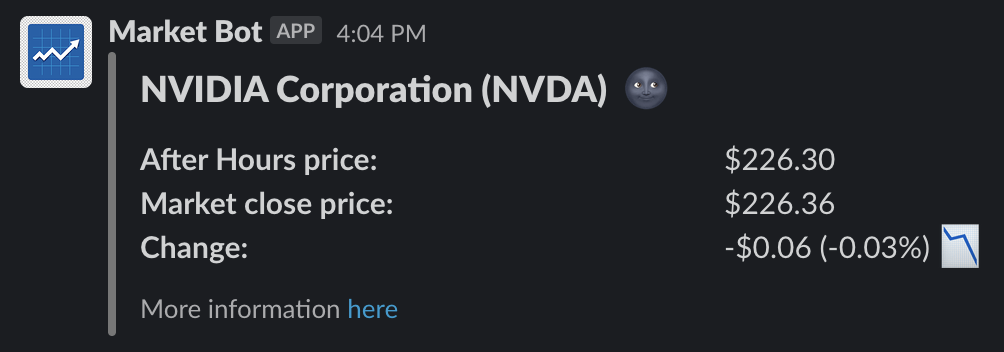 Market Bot APP 4:04 PM
NVIDIA Corporation (NVDA)
After Hours price: $226.30
Market close price: $226.36
Change: -$0.06 (-0.03%)
More information here